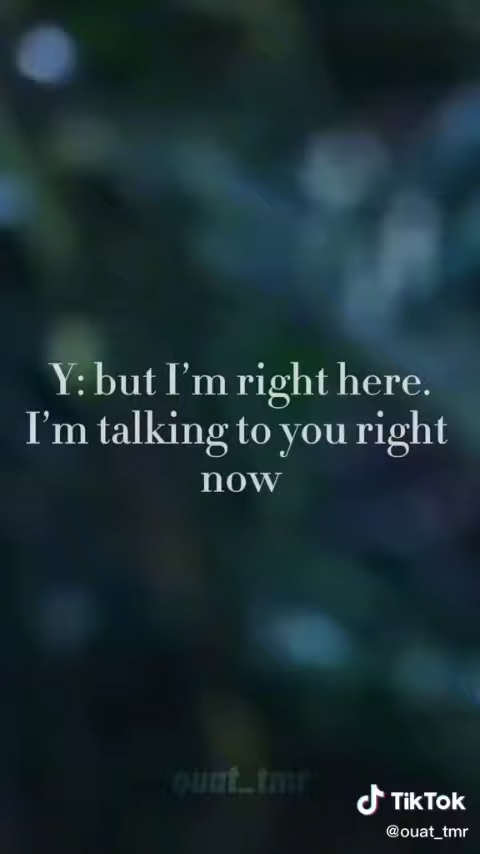 Y: but I'm right here.
I'm talking to you right
now
ouat_tmr
TikTok
@ouat_tmr